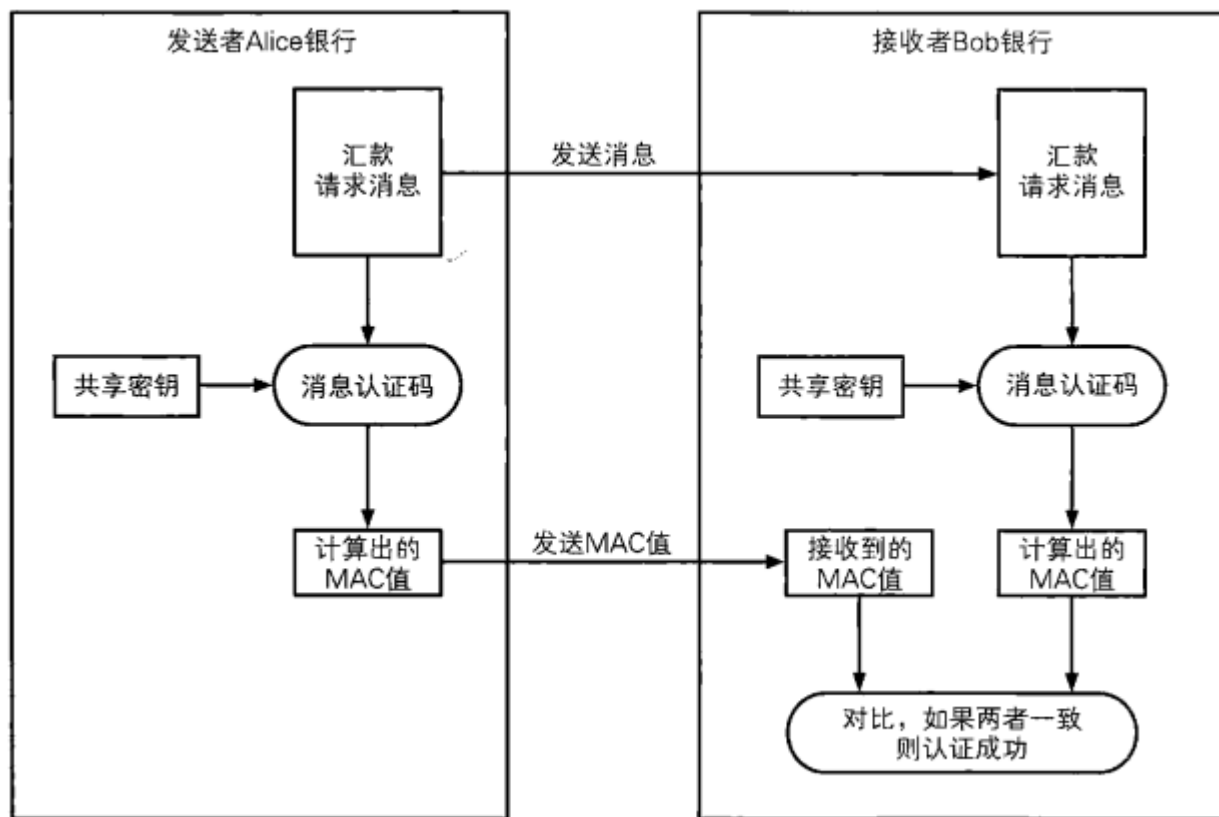 发送者Alice银行
接收者Bob银行
汇款
请求消息
发送消息
汇款
请求消息
共享密钥
消息认证码
共享密钥
消息认证码
计算出的
MAC值
发送MAC值
接收到的
MAC值
计算出的
MAC值
对比，如果两者一致
则认证成功